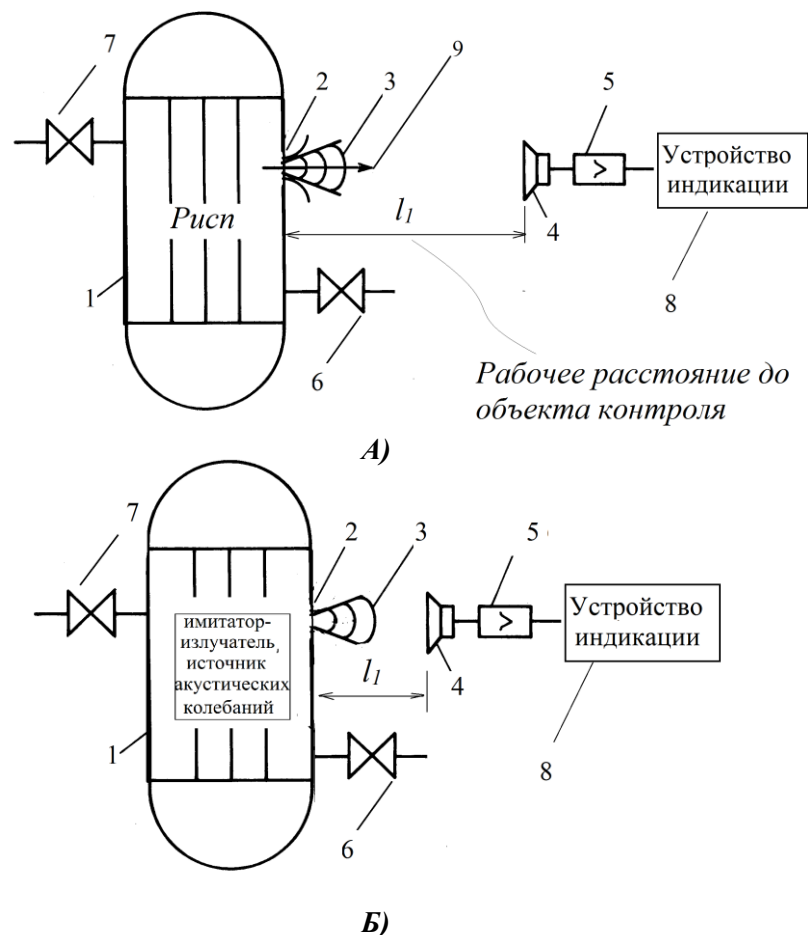 7
2
3
9
5
Устройство
индикации
Pисп
l1
4
1
6
8
Рабочее расстояние до
объекта контроля
А)
7
2
3
5
Устройство
индикации
имитатор-
излучатель,
источник
акустических
колебаний
l1
4
1
6
8
Б)